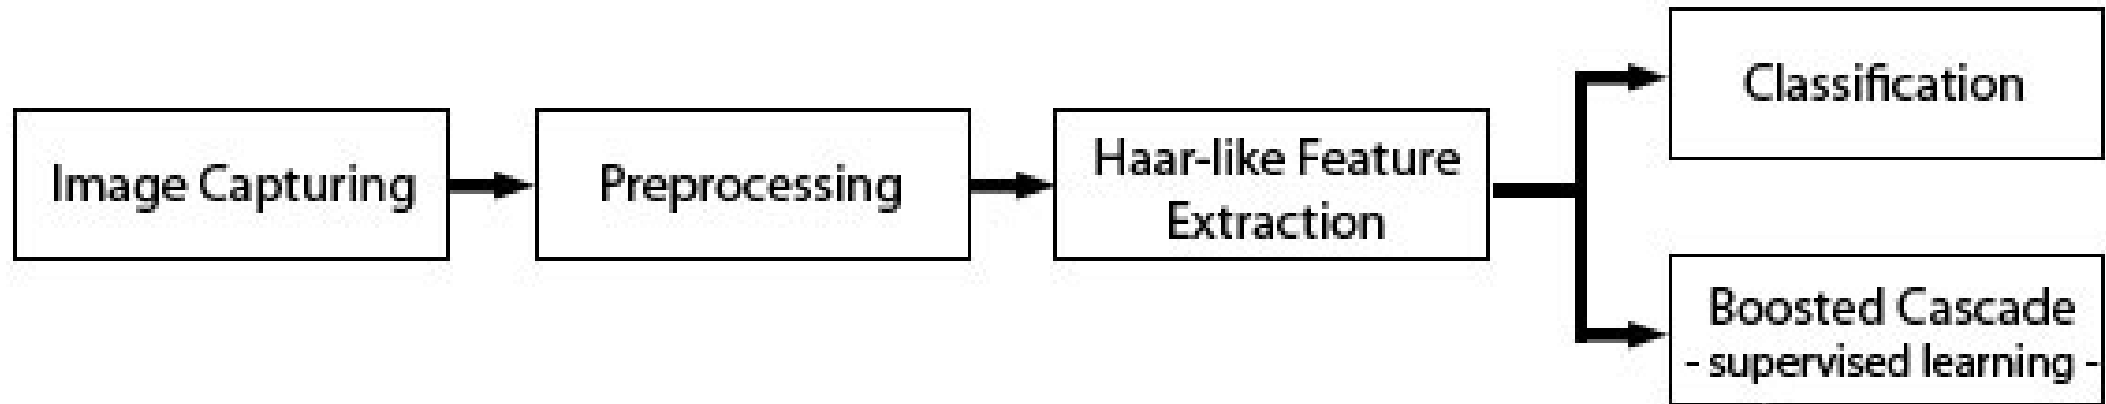 Image Capturing
Preprocessing
Haar-like Feature
Extraction
Classification
Boosted Cascade
- supervised learning -